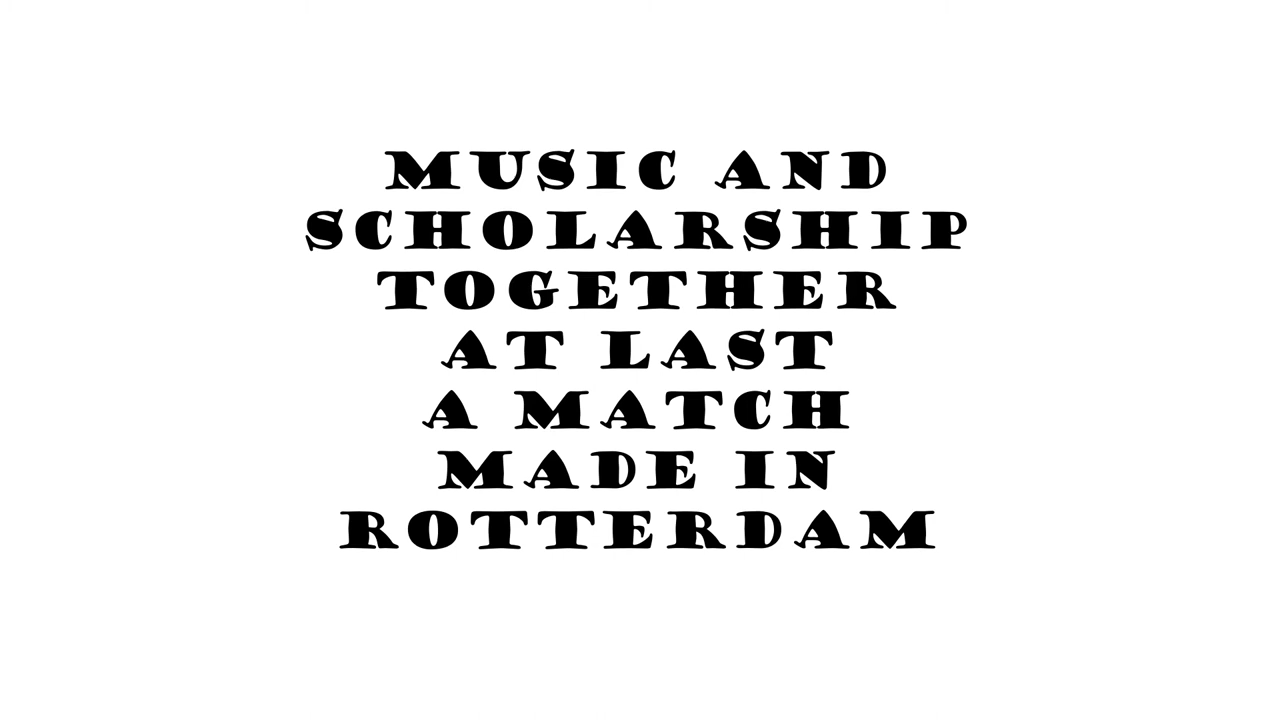 MUSIC AND
SCHOLARSHIP
TOGETHER
AT LAST
A MATCH
MADE IN
ROTTERDAM